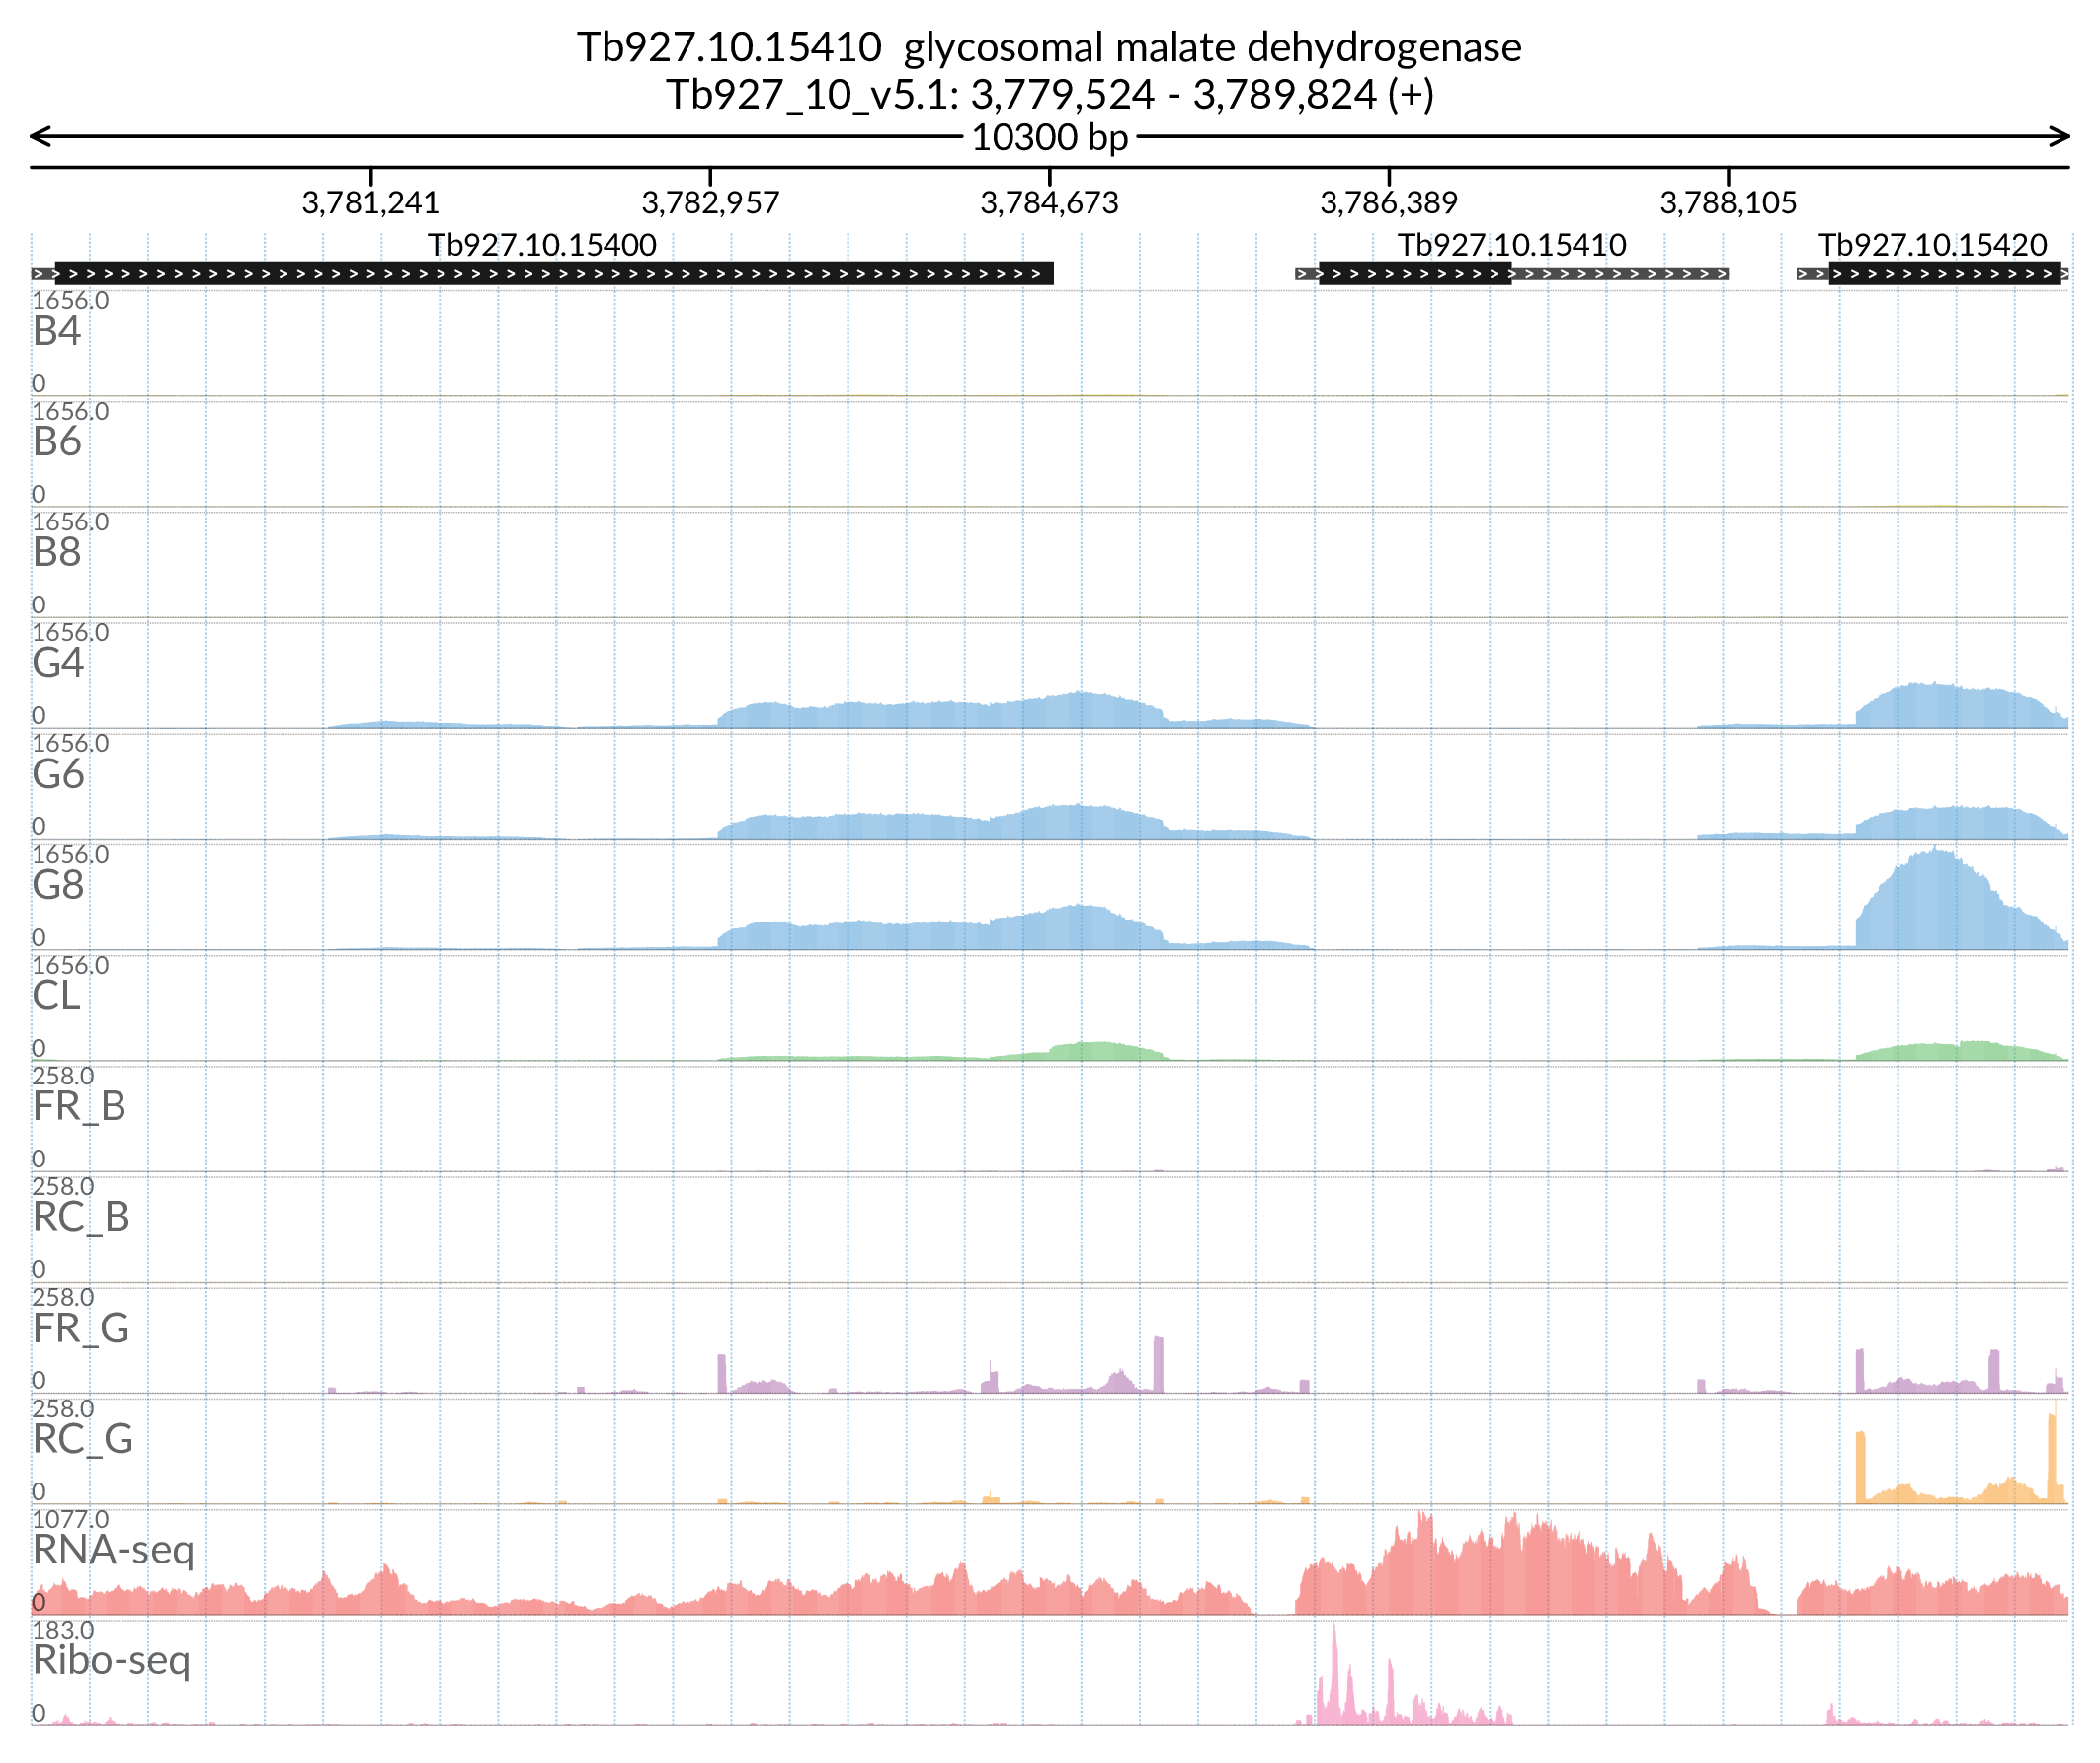 Tb927.10.15410 glycosomal malate dehydrogenase
Tb927_10_v5.1: 3,779,524 - 3,789,824 (+)
10300 bp
3,781,241 3,782,957 3,784,673 3,786,389 3,788,105
Tb927.10.15400 Tb927.10.15410 Tb927.10.15420
1656.0
B4
0
1656.0
B6
0
1656.0
B8
0
1656.0
G4
0
1656.0
G6
0
1656.0
G8
0
1656.0
CL
0
258.0
FR_B
0
258.0
RC_B
0
258.0
FR_G
0
258.0
RC_G
0
1077.0
RNA-seq
0
183.0
Ribo-seq
0